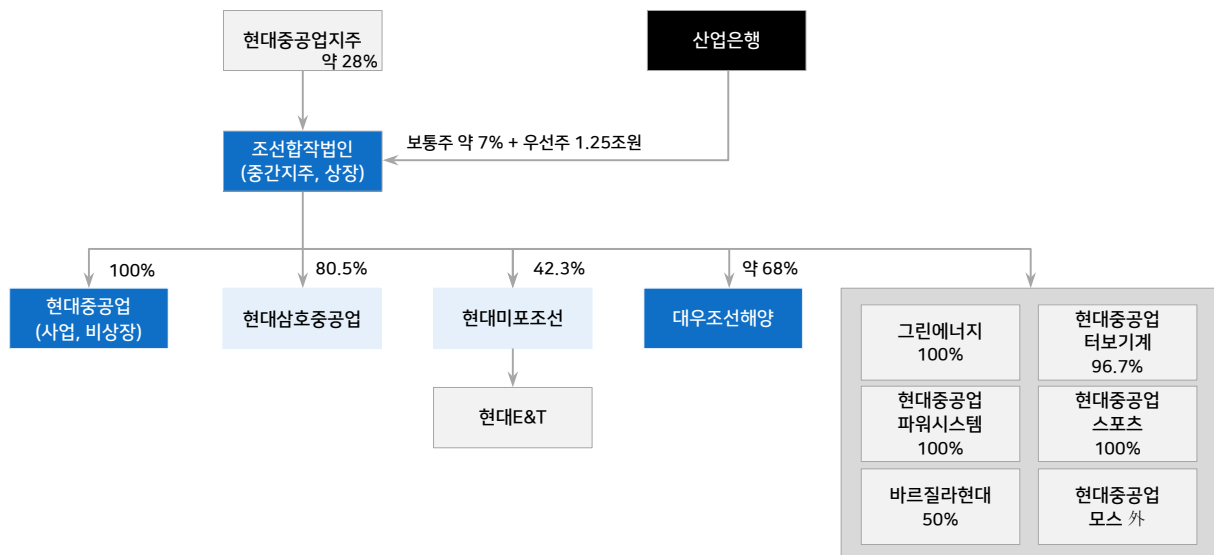 현대중공업지주
약 28%
산업은행
보통주 약 7% + 우선주 1.25조원
조선합작법인
(중간지주, 상장)
100%
80.5%
42.3%
약 68%
현대중공업
(사업, 비상장)
현대삼호중공업
현대미포조선
대우조선해양
현대E&T
그린에너지
100%
현대중공업
터보기계
96.7%
현대중공업
파워시스템
100%
현대중공업
스포츠
100%
바르질라현대
50%
현대중공업
모스 外